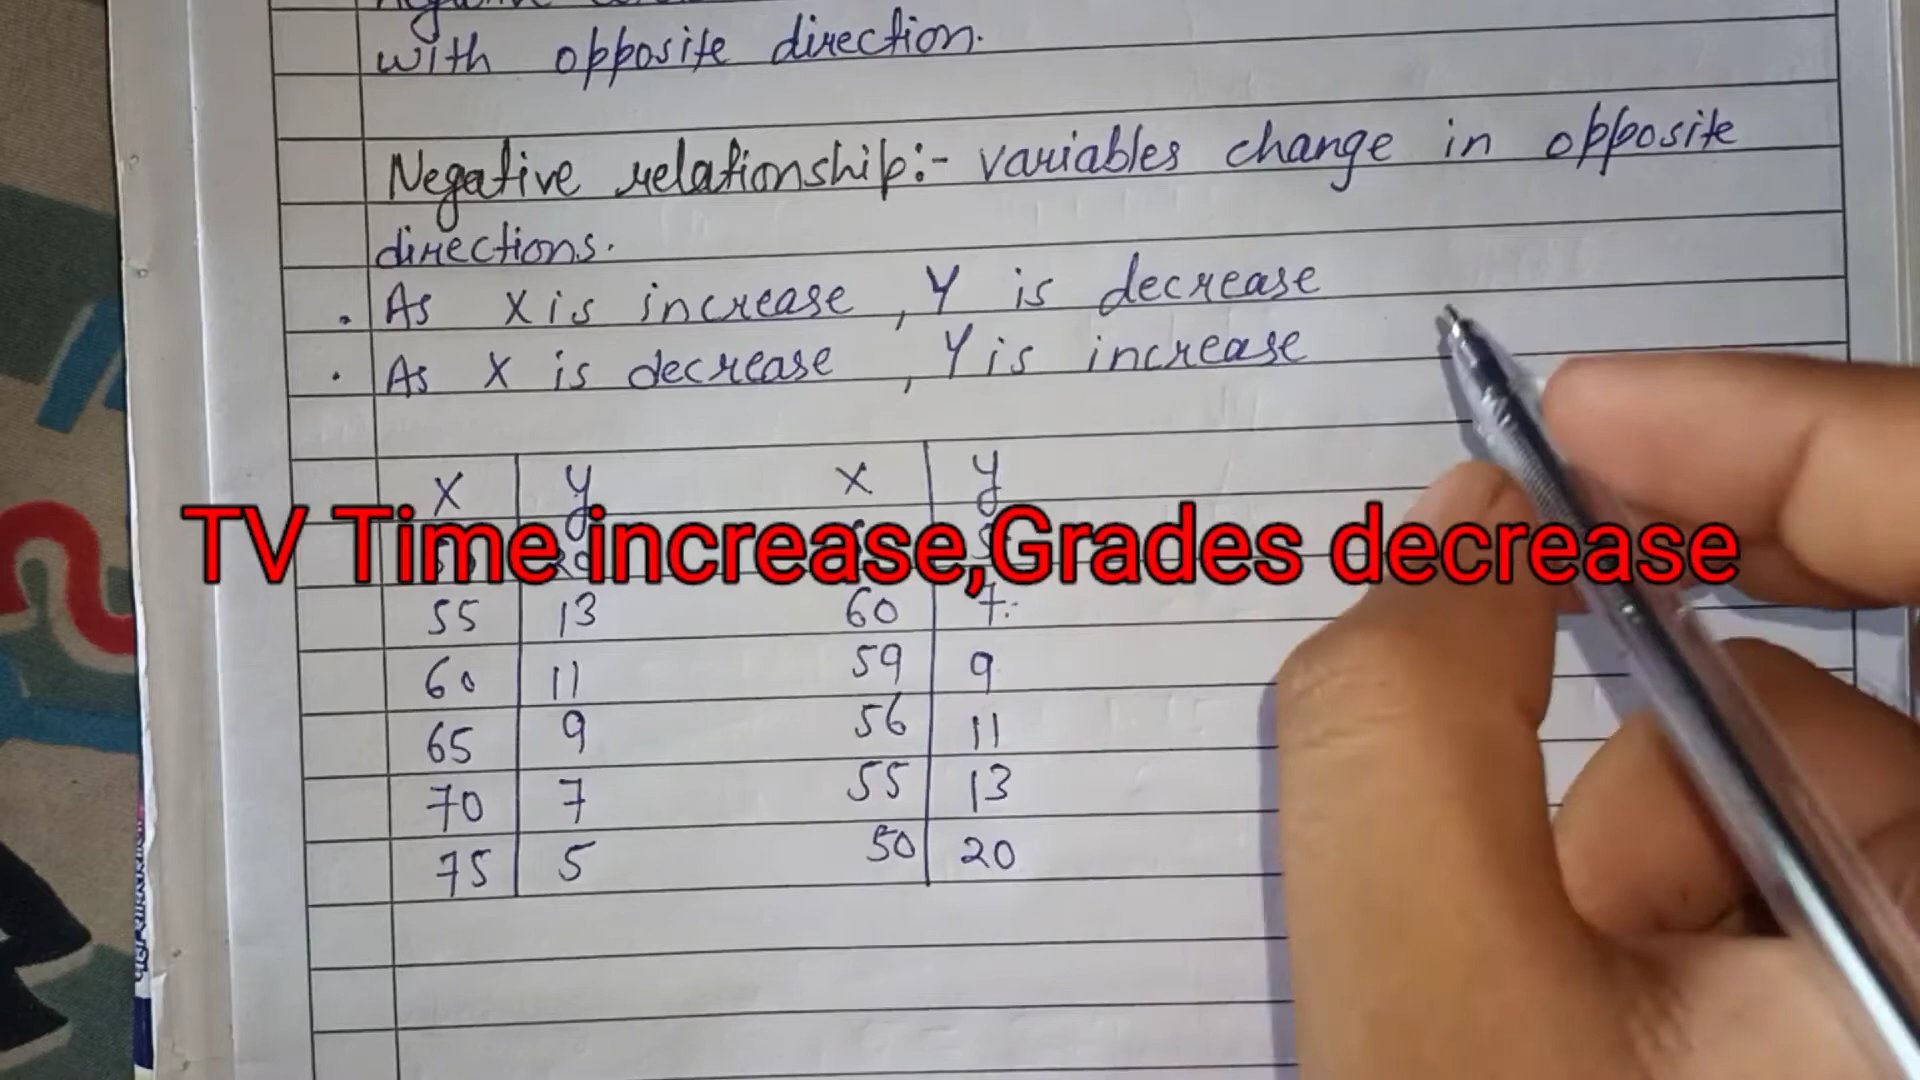 with opposite direction.
Negative relationship:- variables change in opposite
directions.
. As X is increase, Y is decrease
. As X is decrease, Y is increase
X y X y
TV Time increase,Grades decrease
55 13 60 7
60 11 59 9
65 9 56 11
70 7 55 13
75 5 50 20